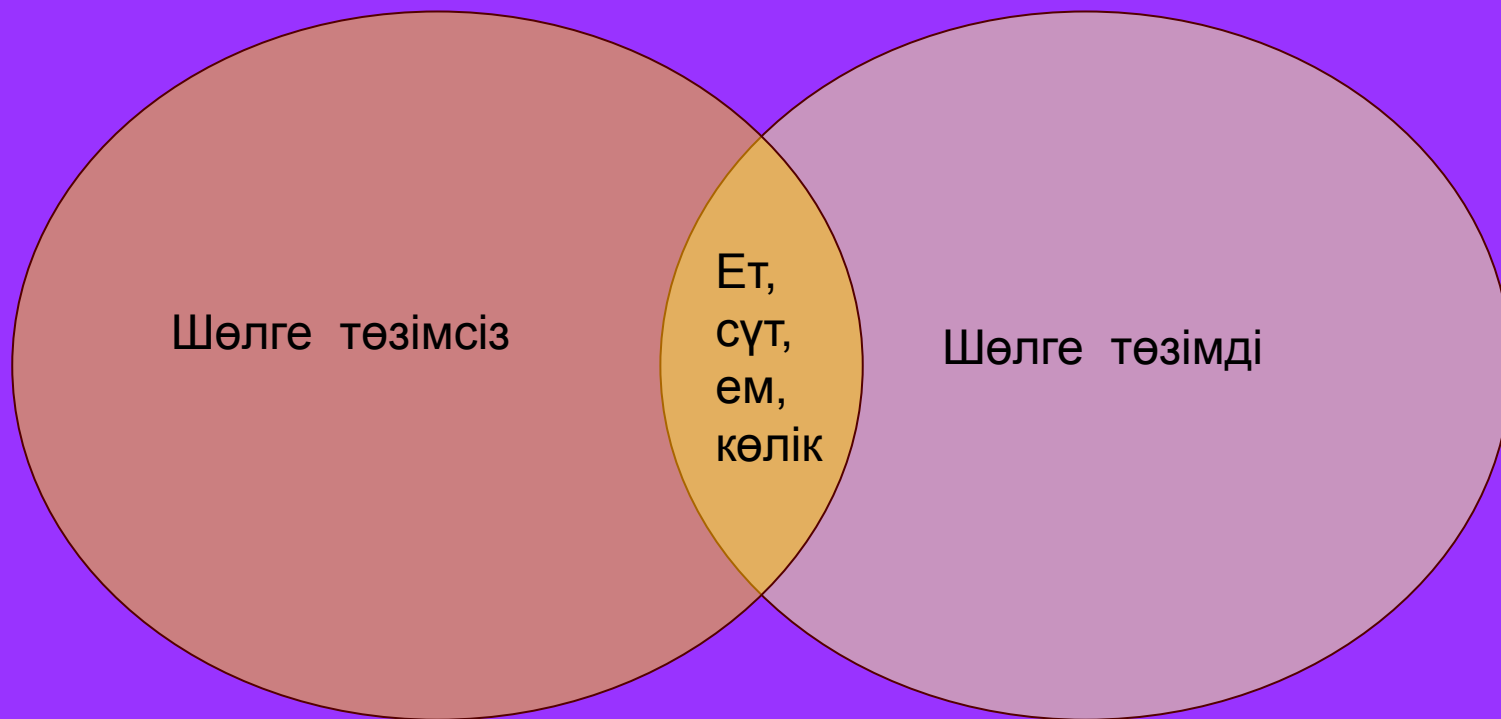 Шөлге төзімсіз
Ет,
сүт,
ем,
көлік
Шөлге төзімді